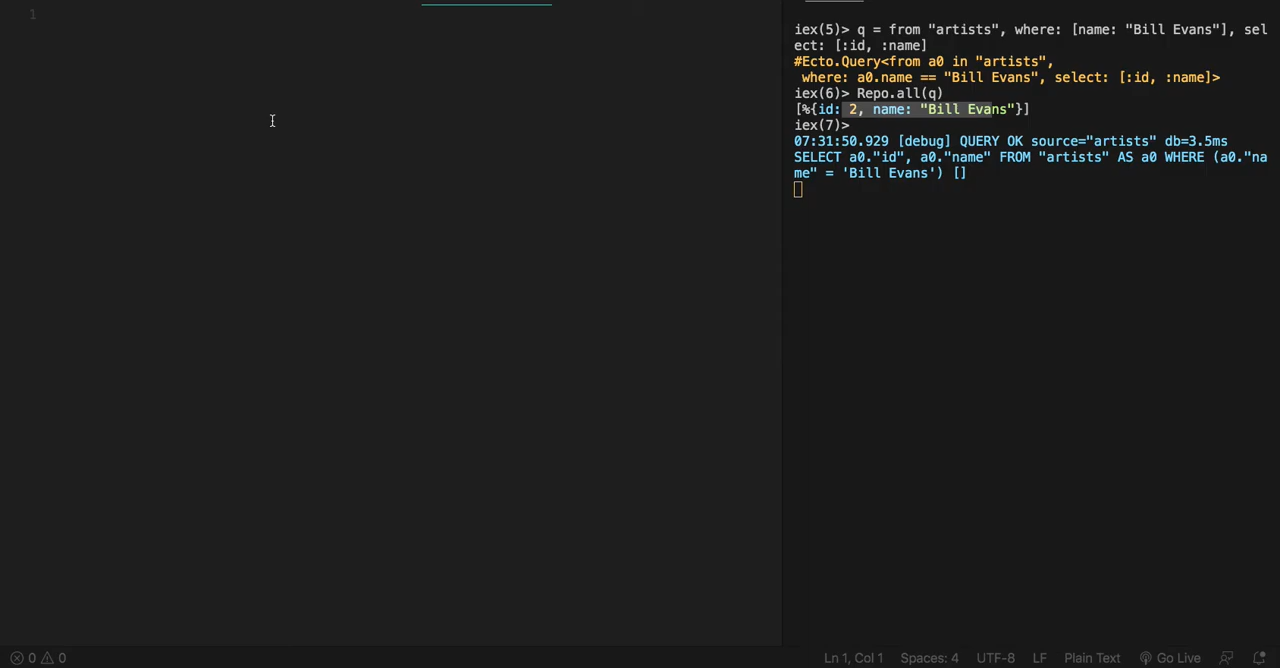 1
iex(5)> q = from "artists", where: [name: "Bill Evans"], sel
ect: [:id, :name]
#Ecto.Query<from a0 in "artists",
 where: a0.name == "Bill Evans", select: [:id, :name]>
iex(6)> Repo.all(q)
[%{id: 2, name: "Bill Evans"}]
iex(7)>
07:31:50.929 [debug] QUERY OK source="artists" db=3.5ms
SELECT a0."id", a0."name" FROM "artists" AS a0 WHERE (a0."na
me" = 'Bill Evans') []
0 0 Ln 1, Col 1 Spaces: 4 UTF-8 LF Plain Text Go Live